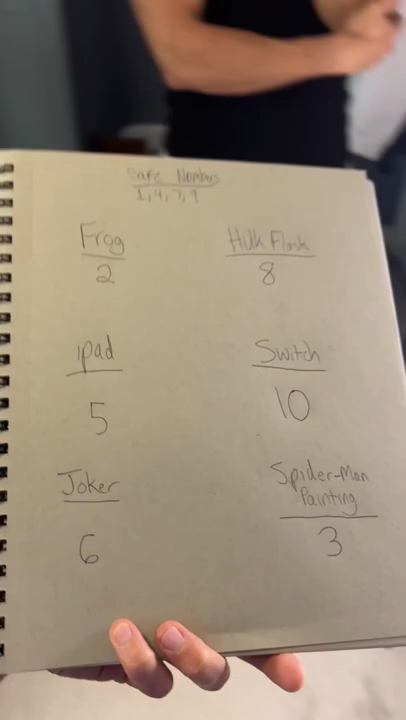 Safe Numbers
1, 4, 7, 9
Frog
2
Hulk Flask
8
ipad
5
Switch
10
Joker
6
Spider-Man
Painting
3